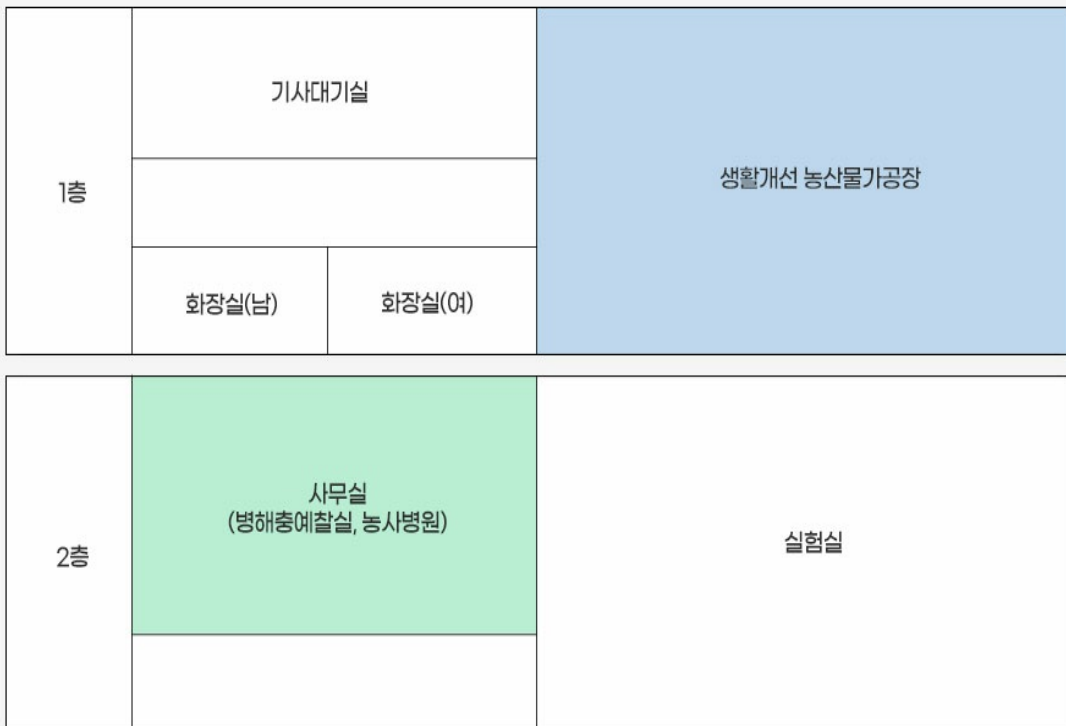 1층
기사대기실
생활개선 농산물가공장
화장실(남)
화장실(여)
2층
사무실
(병해충예찰실, 농사병원)
실험실